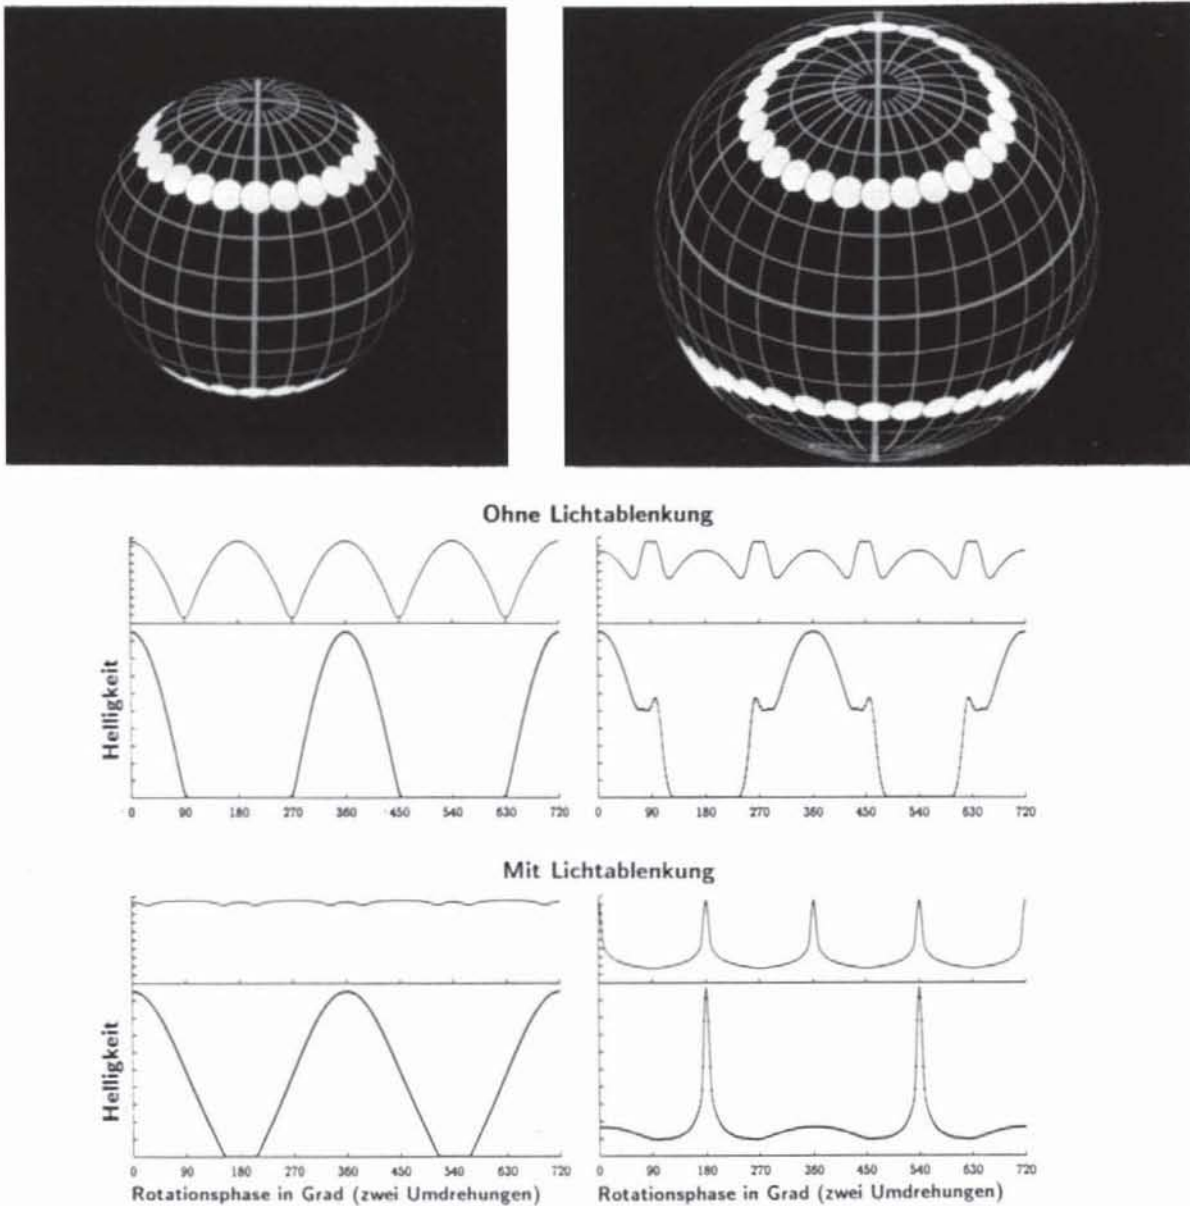 Ohne Lichtablenkung
Helligkeit
0 90 180 270 360 450 540 630 720
0 90 180 270 360 450 540 630 720
Mit Lichtablenkung
Helligkeit
0 90 180 270 360 450 540 630 720
0 90 180 270 360 450 540 630 720
Rotationsphase in Grad (zwei Umdrehungen)
Rotationsphase in Grad (zwei Umdrehungen)